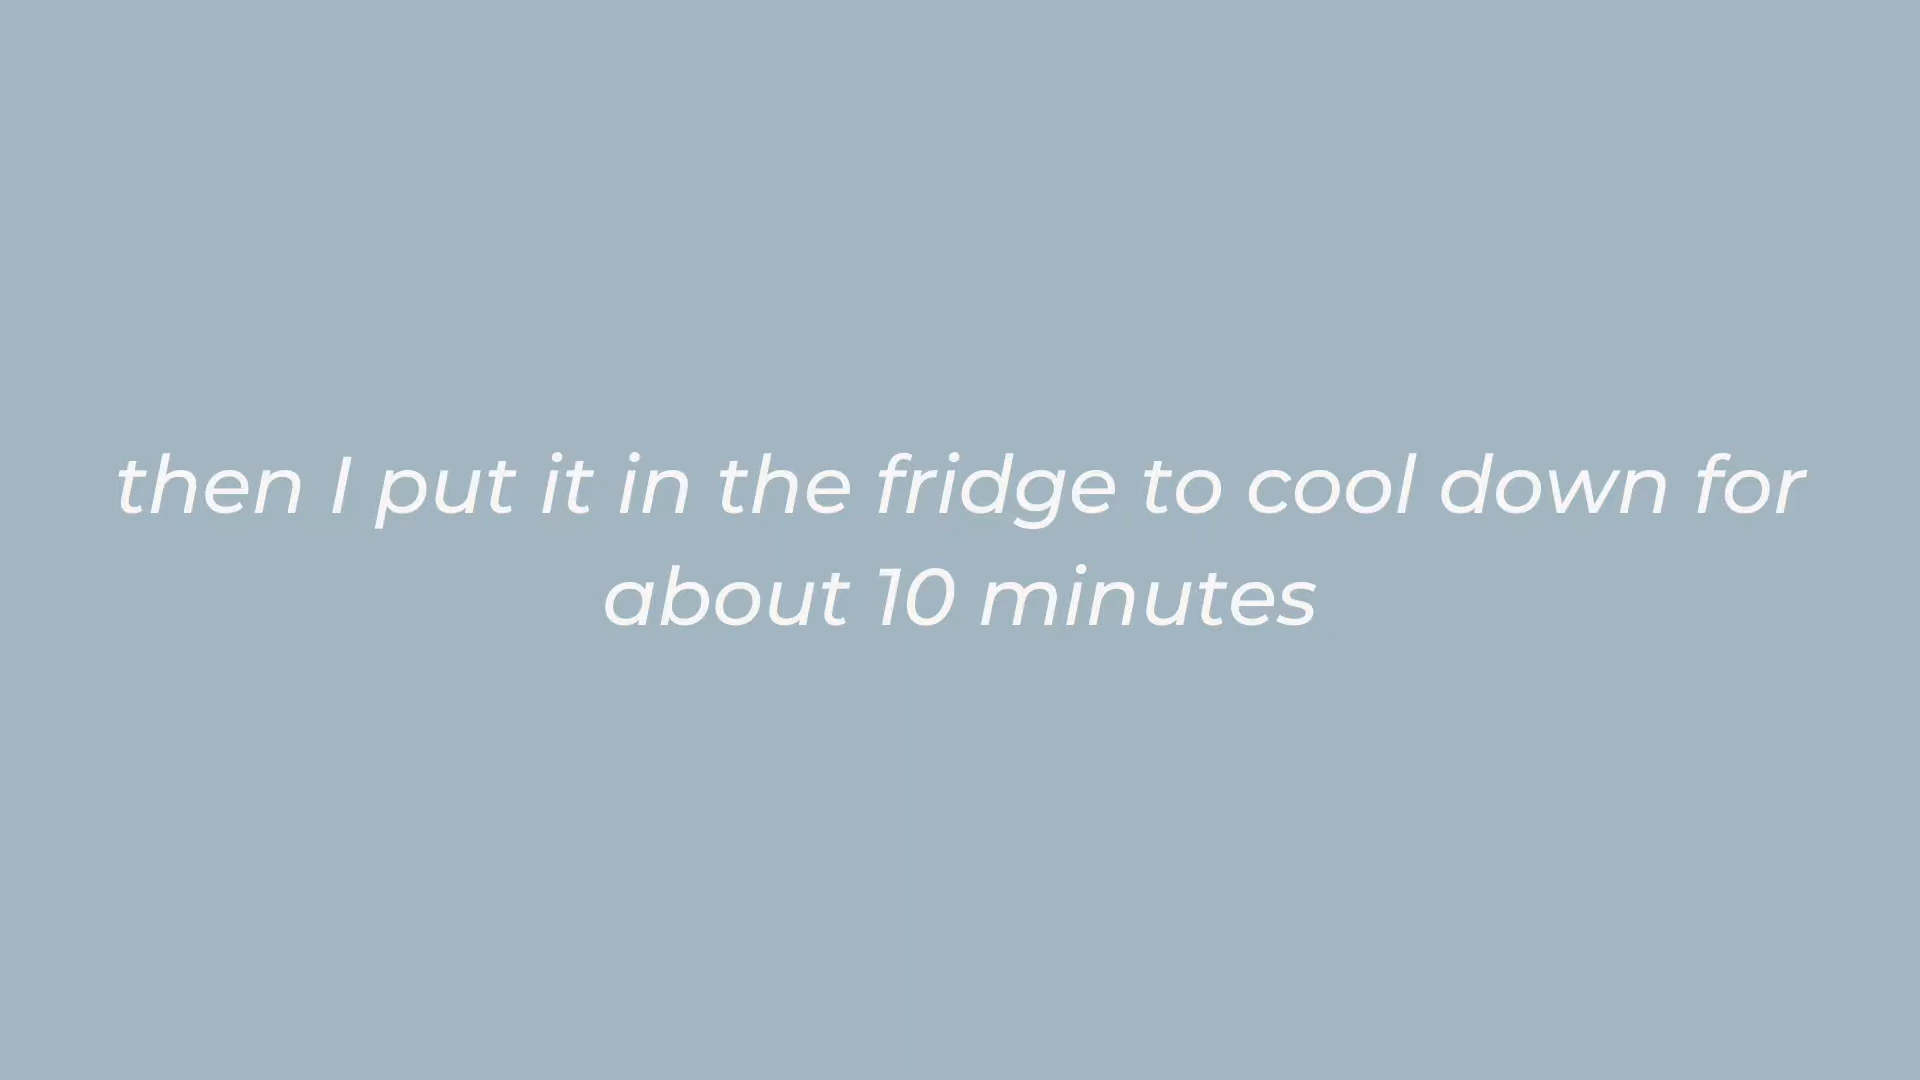 then I put it in the fridge to cool down for
about 10 minutes